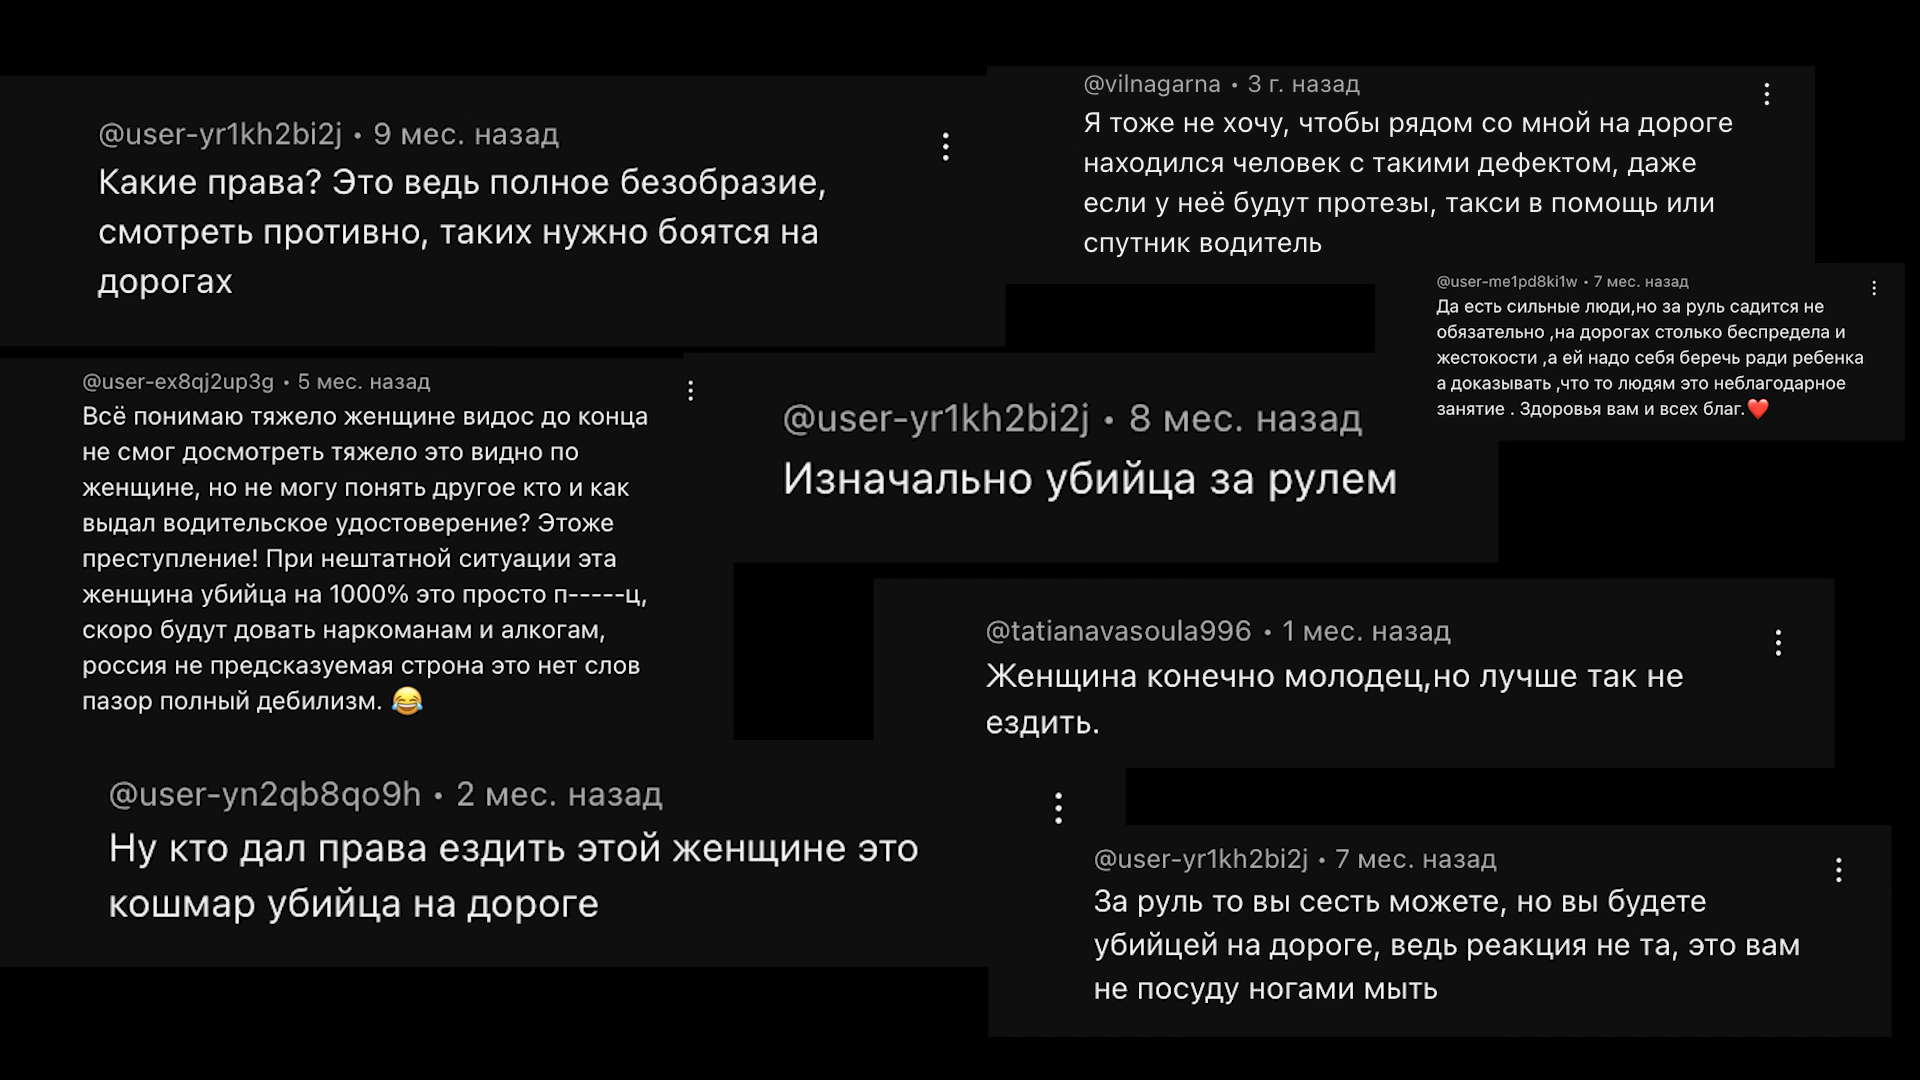 @user-yr1kh2bi2j • 9 мес. назад
Какие права? Это ведь полное безобразие,
смотреть противно, таких нужно боятся на
дорогах
@vilnagarna • 3 г. назад
Я тоже не хочу, чтобы рядом со мной на дороге
находился человек с такими дефектом, даже
если у неё будут протезы, такси в помощь или
спутник водитель
@user-me1pd8ki1w • 7 мес. назад
Да есть сильные люди,но за руль садится не
обязательно ,на дорогах столько беспредела и
жестокости ,а ей надо себя беречь ради ребенка
а доказывать ,что то людям это неблагодарное
занятие . Здоровья вам и всех благ.❤️
@user-ex8qj2up3g • 5 мес. назад
Всё понимаю тяжело женщине видос до конца
не смог досмотреть тяжело это видно по
женщине, но не могу понять другое кто и как
выдал водительское удостоверение? Этоже
преступление! При нештатной ситуации эта
женщина убийца на 1000% это просто п-----ц,
скоро будут довать наркоманам и алкогам,
россия не предсказуемая строна это нет слов
пазор полный дебилизм. 😂
@user-yr1kh2bi2j • 8 мес. назад
Изначально убийца за рулем
@tatianavasoula996 • 1 мес. назад
Женщина конечно молодец,но лучше так не
ездить.
@user-yn2qb8qo9h • 2 мес. назад
Ну кто дал права ездить этой женщине это
кошмар убийца на дороге
@user-yr1kh2bi2j • 7 мес. назад
За руль то вы сесть можете, но вы будете
убийцей на дороге, ведь реакция не та, это вам
не посуду ногами мыть